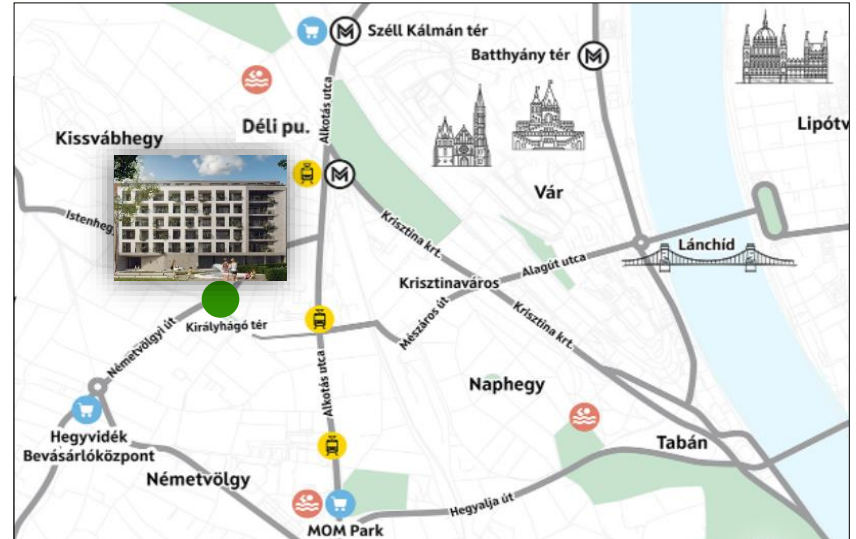 Széll Kálmán tér
Batthyány tér
Alkotás utca
Déli pu.
Lipótv
Kissvábhegy
Vár
Istenheg
Krisztina krt.
Lánchíd
Alagút utca
Krisztinaváros
Mészáros út.
Krisztina krt.
Királyhágó tér
Németvölgyi út
Alkotás utca
Naphegy
Tabán
Hegyvidék
Bevásárlóközpont
Németvölgy
Hegyalja út
MOM Park